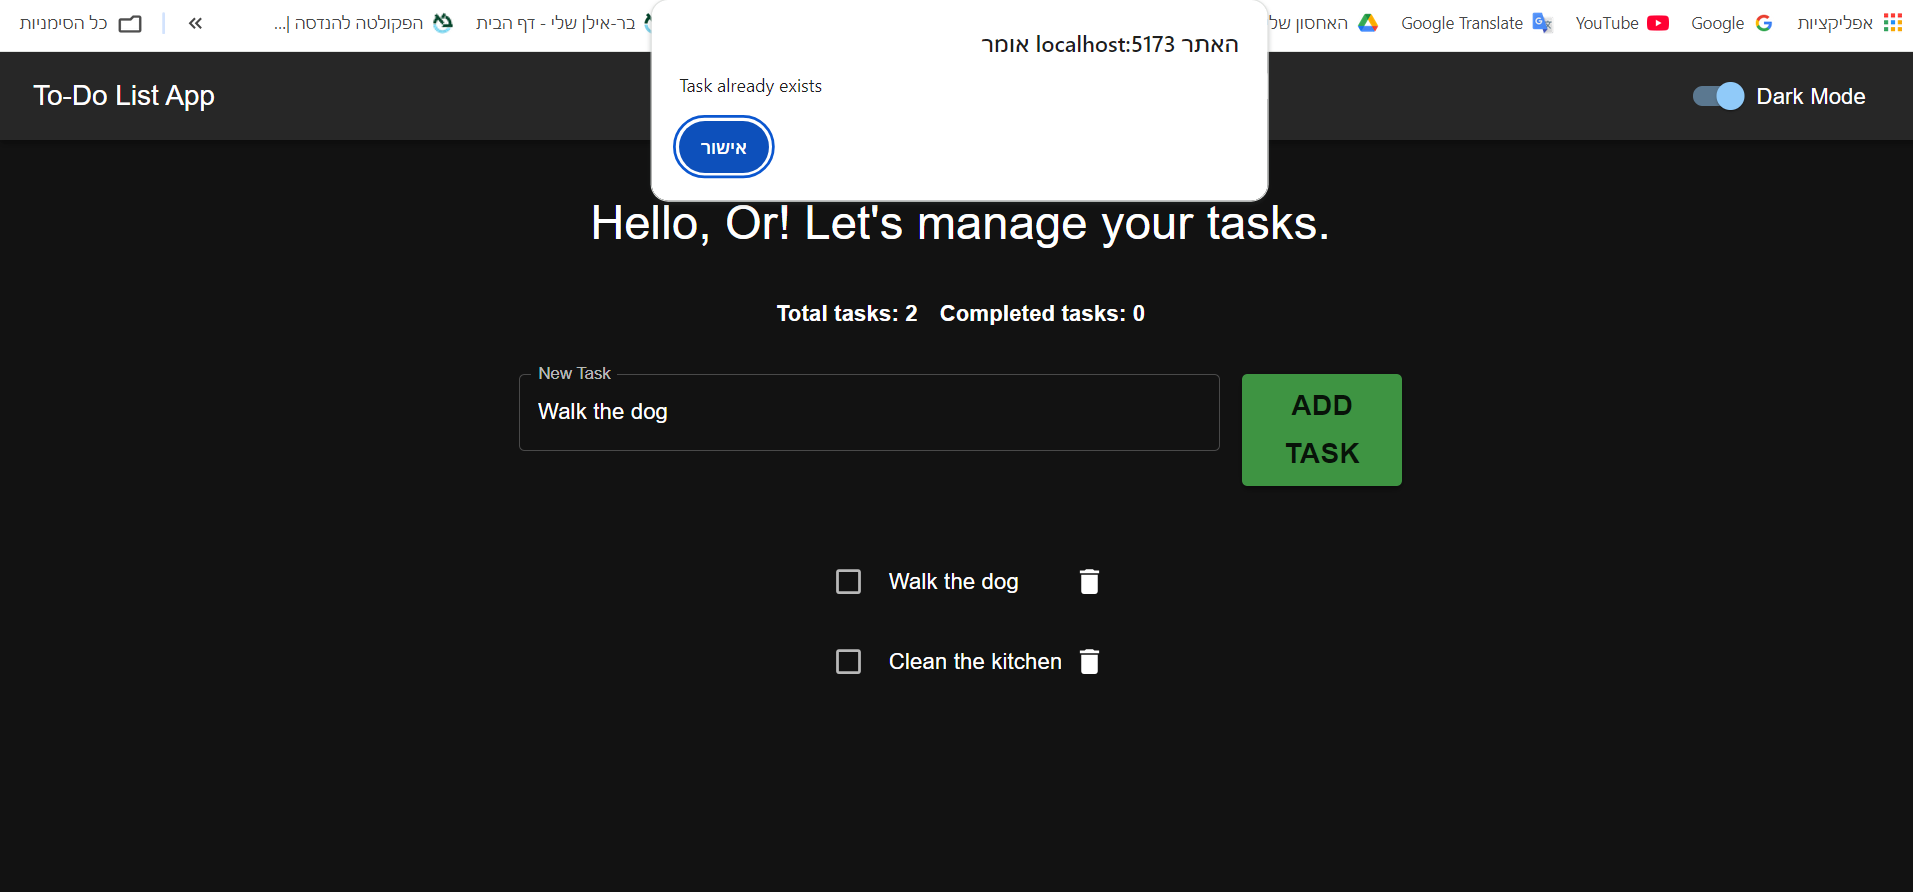 אפליקציות
Google
YouTube
Google Translate
האחסון של
בר-אילן שלי - דף הבית
הפקולטה להנדסה |...
»
כל הסימניות
האתר localhost:5173 אומר
Task already exists
אישור
To-Do List App
Dark Mode
Hello, Or! Let's manage your tasks.
Total tasks: 2 Completed tasks: 0
New Task
Walk the dog
ADD
TASK
Walk the dog
Clean the kitchen